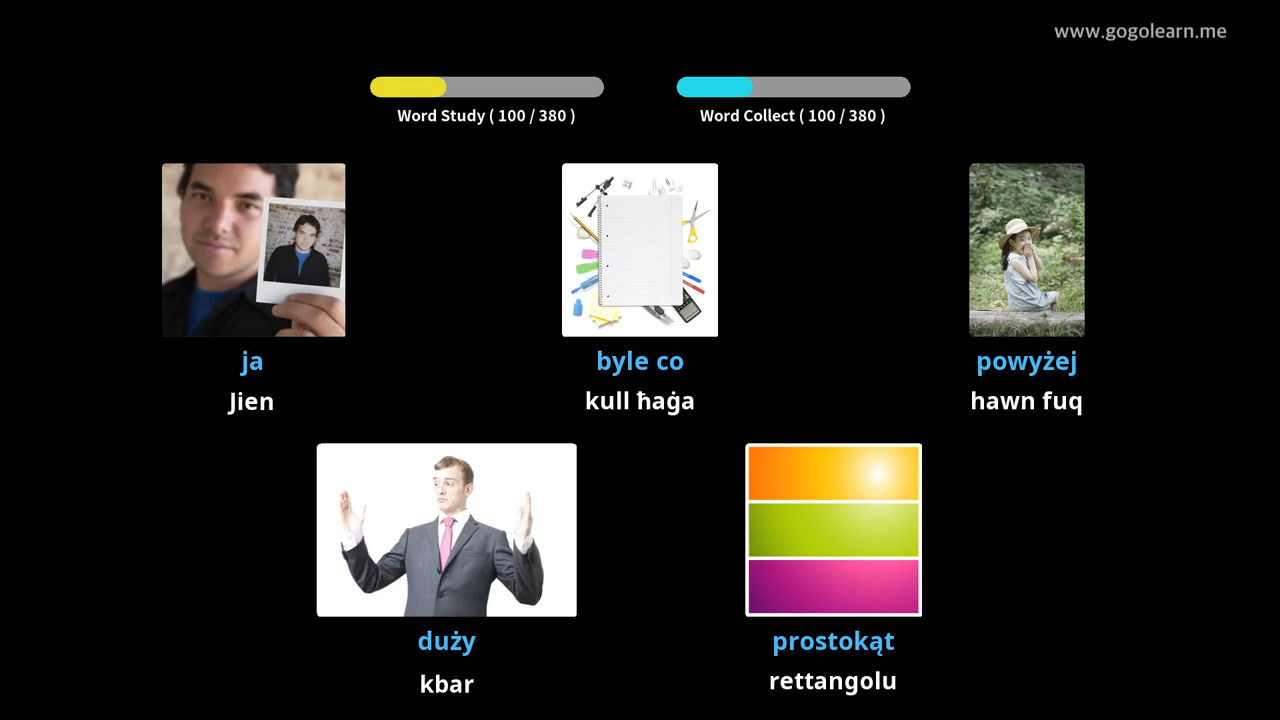 www.gogolearn.me
Word Study ( 100 / 380 )
Word Collect ( 100 / 380 )
ja
Jien
byle co
kull ħaġa
powyżej
hawn fuq
duży
kbar
prostokąt
rettangolu